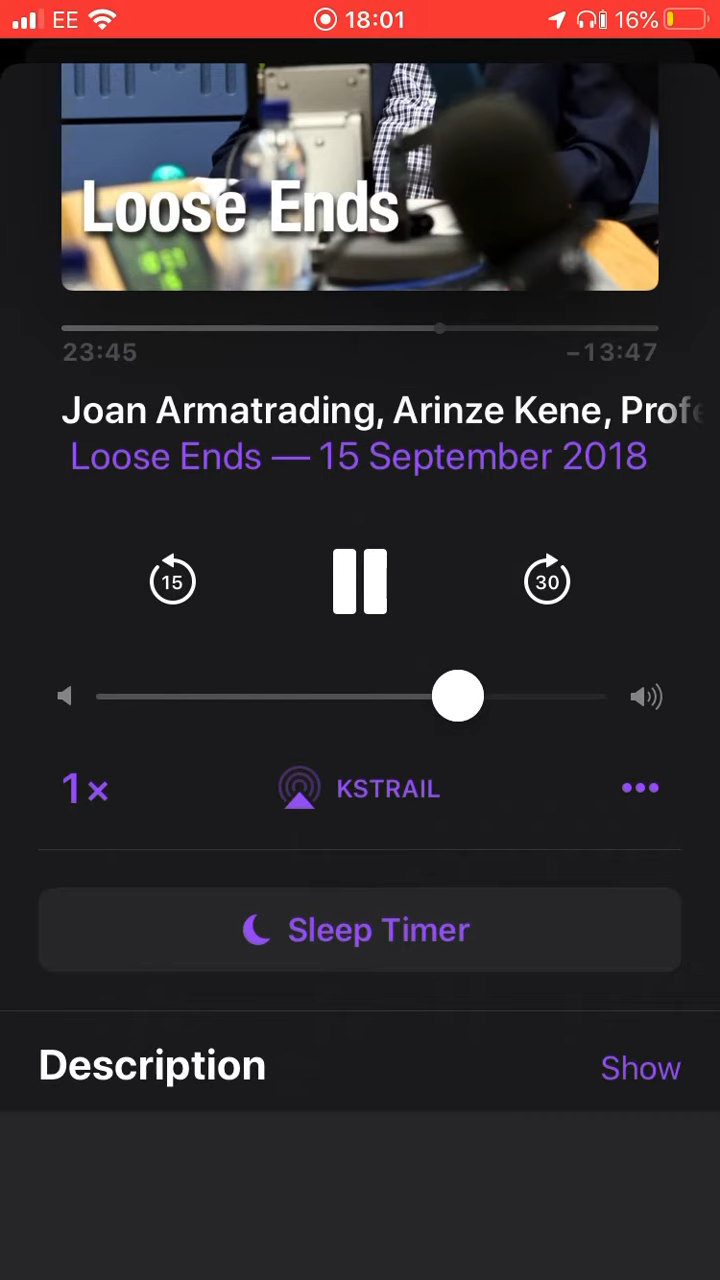 EE 18:01 16%
Loose Ends
23:45 −13:47
Joan Armatrading, Arinze Kene, Profe
Loose Ends — 15 September 2018
15 30
1× KSTRAIL
Sleep Timer
Description Show